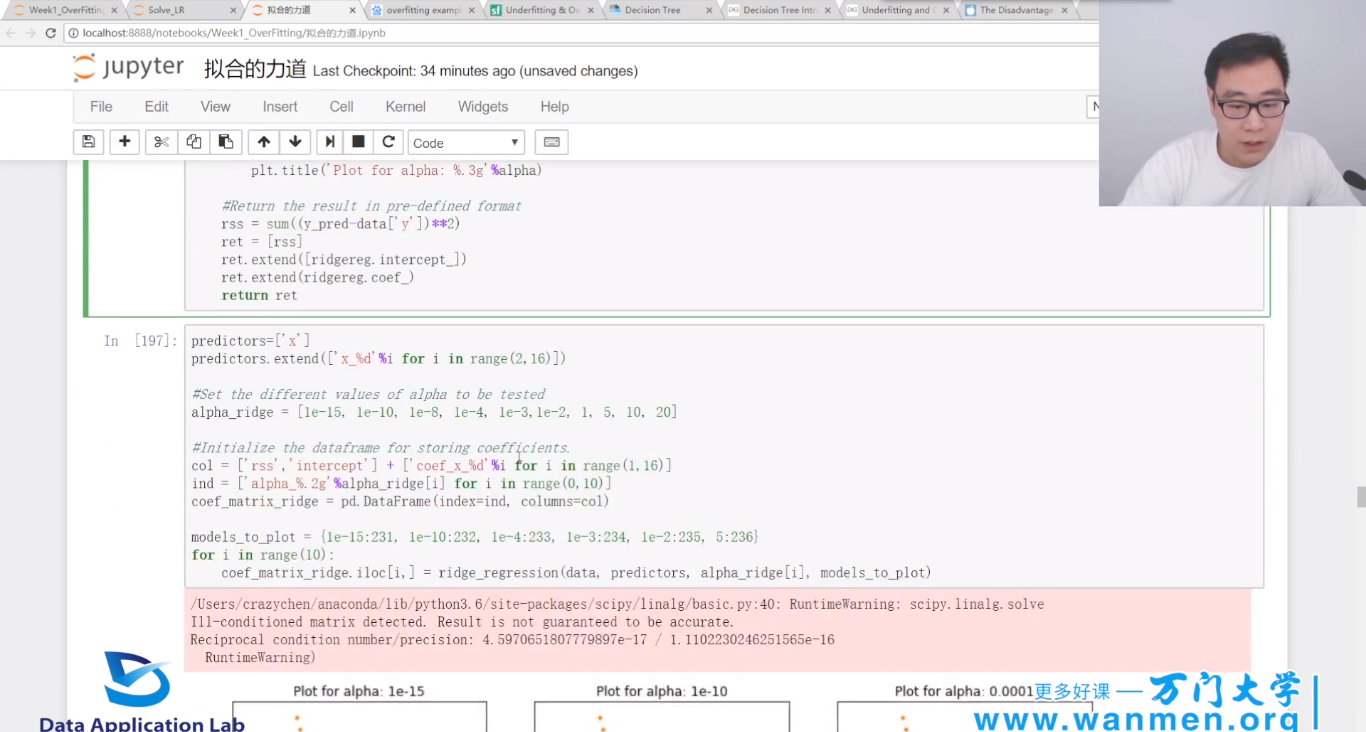 Week1_OverFitting
Solve_LR
拟合的力道
overfitting exampl
Underfitting & Ov
Decision Tree
Decision Tree Intr
Underfitting and O
The Disadvantage
localhost:8888/notebooks/Week1_OverFitting/拟合的力道.ipynb
jupyter 拟合的力道 Last Checkpoint: 34 minutes ago (unsaved changes)
File Edit View Insert Cell Kernel Widgets Help
Code
plt.title('Plot for alpha: %.3g'%alpha)
#Return the result in pre-defined format
rss = sum((y_pred-data['y'])**2)
ret = [rss]
ret.extend([ridgereg.intercept_])
ret.extend(ridgereg.coef_)
return ret
In [197]:
predictors=['x']
predictors.extend(['x_%d'%i for i in range(2,16)])
#Set the different values of alpha to be tested
alpha_ridge = [1e-15, 1e-10, 1e-8, 1e-4, 1e-3,1e-2, 1, 5, 10, 20]
#Initialize the dataframe for storing coefficients.
col = ['rss','intercept'] + ['coef_x_%d'%i for i in range(1,16)]
ind = ['alpha_%.2g'%alpha_ridge[i] for i in range(0,10)]
coef_matrix_ridge = pd.DataFrame(index=ind, columns=col)
models_to_plot = {1e-15:231, 1e-10:232, 1e-4:233, 1e-3:234, 1e-2:235, 5:236}
for i in range(10):
coef_matrix_ridge.iloc[i,] = ridge_regression(data, predictors, alpha_ridge[i], models_to_plot)
/Users/crazychen/anaconda/lib/python3.6/site-packages/scipy/linalg/basic.py:40: RuntimeWarning: scipy.linalg.solve
Ill-conditioned matrix detected. Result is not guaranteed to be accurate.
Reciprocal condition number/precision: 4.5970651807779897e-17 / 1.1102230246251565e-16
RuntimeWarning)
Plot for alpha: 1e-15
Plot for alpha: 1e-10
Plot for alpha: 0.0001
更多好课 — 万门大学
www.wanmen.org
Data Application Lab